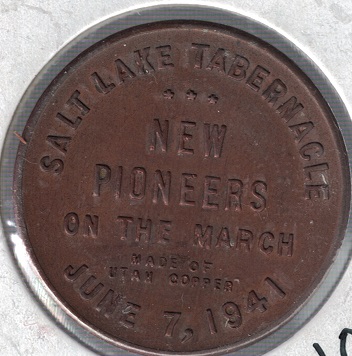 SALT LAKE TABERNACLE
NEW
PIONEERS
ON THE MARCH
MADE OF
UTAH COPPER
JUNE 7, 1941